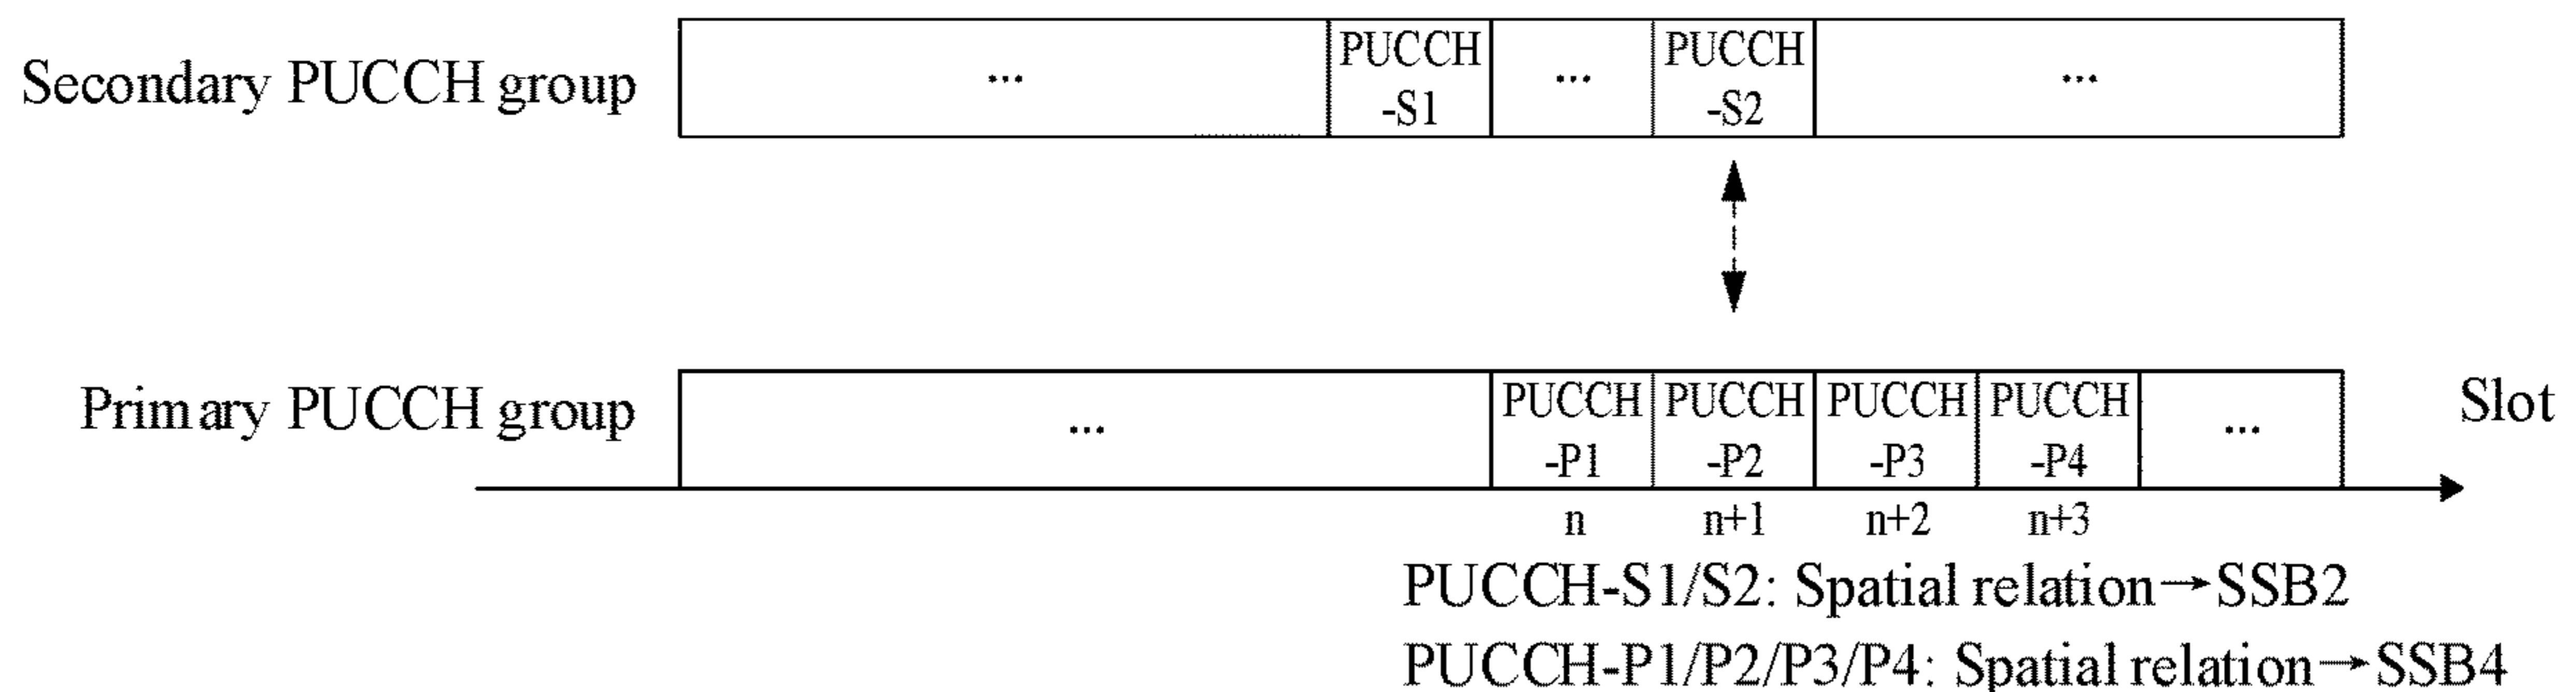 Secondary PUCCH group
...
PUCCH
-S1
...
PUCCH
-S2
...
Primary PUCCH group
...
PUCCH
-P1
PUCCH
-P2
PUCCH
-P3
PUCCH
-P4
...
Slot
n
n+1
n+2
n+3
PUCCH-S1/S2: Spatial relation→SSB2
PUCCH-P1/P2/P3/P4: Spatial relation→SSB4